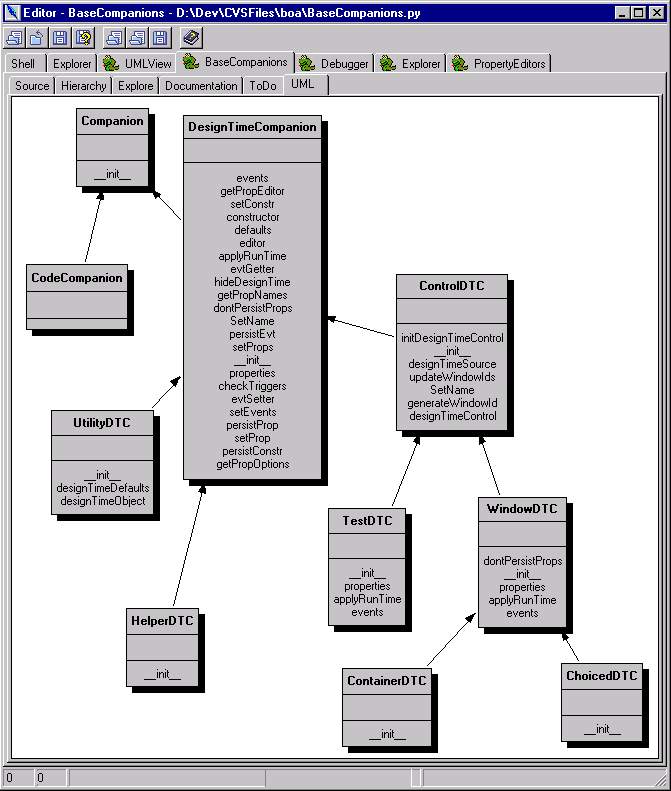 Editor - BaseCompanions - D:\Dev\CVSFiles\boa\BaseCompanions.py
Shell Explorer UMLView BaseCompanions Debugger Explorer PropertyEditors
Source Hierarchy Explore Documentation ToDo UML
Companion
__init__
DesignTimeCompanion
events
getPropEditor
setConstr
constructor
defaults
editor
applyRunTime
evtGetter
hideDesignTime
getPropNames
dontPersistProps
SetName
persistEvt
setProps
__init__
properties
checkTriggers
evtSetter
setEvents
persistProp
setProp
persistConstr
getPropOptions
CodeCompanion
ControlDTC
initDesignTimeControl
__init__
designTimeSource
updateWindowIds
SetName
generateWindowId
designTimeControl
UtilityDTC
__init__
designTimeDefaults
designTimeObject
TestDTC
__init__
properties
applyRunTime
events
WindowDTC
dontPersistProps
__init__
properties
applyRunTime
events
HelperDTC
__init__
ContainerDTC
__init__
ChoicedDTC
__init__
0 0